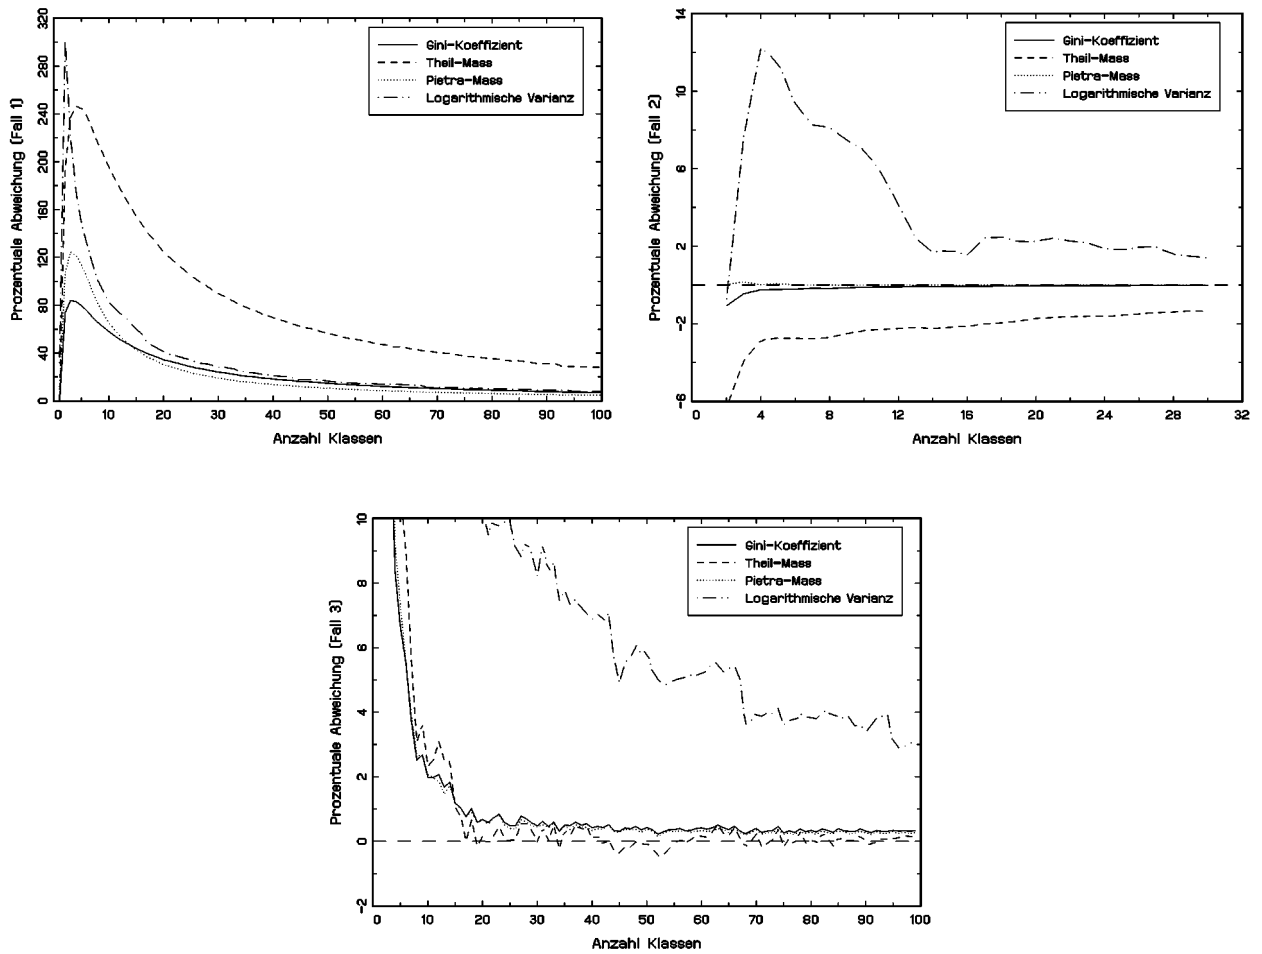 Prozentuale Abweichung (Fall 1)
320
280
240
200
160
120
80
40
0
0 10 20 30 40 50 60 70 80 90 100
Anzahl Klassen
Gini-Koeffizient
Theil-Mass
Pietra-Mass
Logarithmische Varianz
Prozentuale Abweichung (Fall 2)
14
10
6
2
-2
-6
0 4 8 12 16 20 24 28 32
Anzahl Klassen
Gini-Koeffizient
Theil-Mass
Pietra-Mass
Logarithmische Varianz
Prozentuale Abweichung (Fall 3)
10
8
6
4
2
0
-2
0 10 20 30 40 50 60 70 80 90 100
Anzahl Klassen
Gini-Koeffizient
Theil-Mass
Pietra-Mass
Logarithmische Varianz